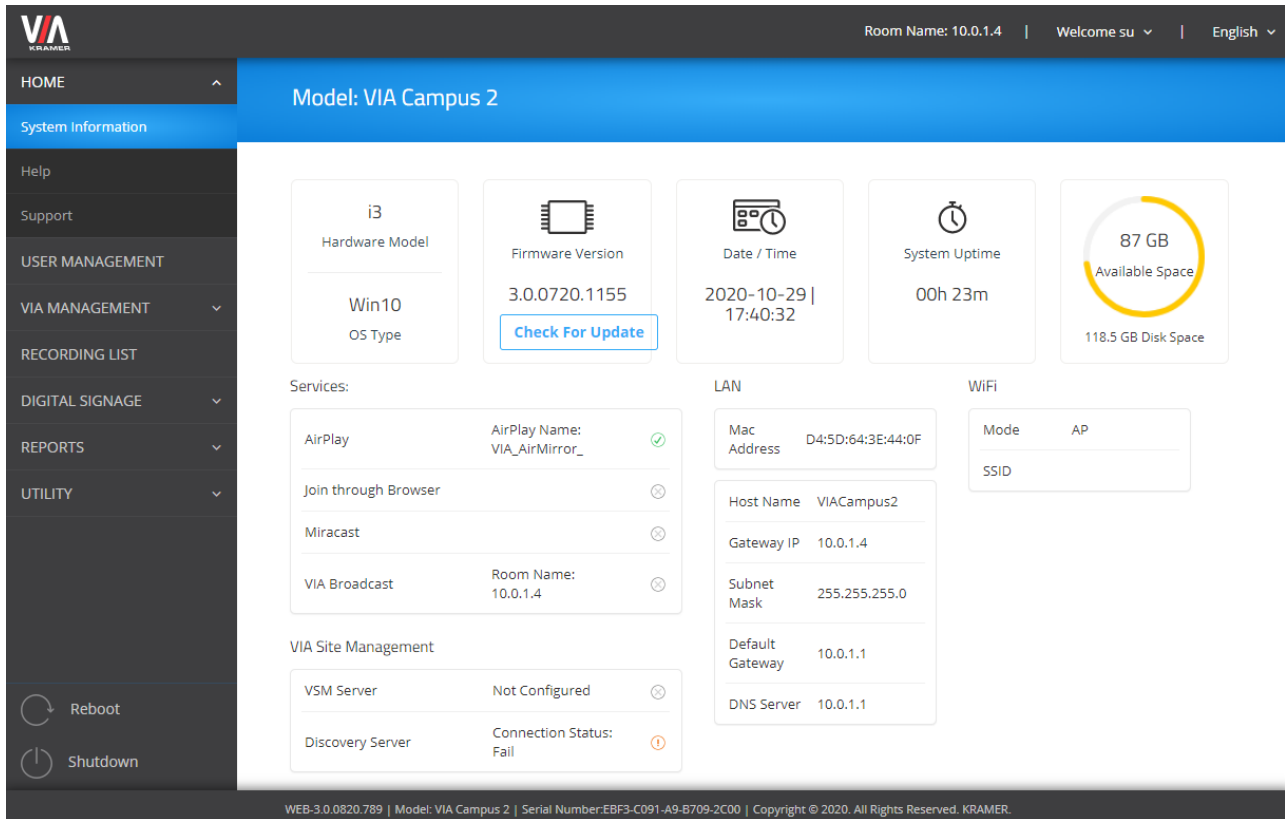 VIA
KRAMER
Room Name: 10.0.1.4 | Welcome su | English
HOME
System Information
Help
Support
USER MANAGEMENT
VIA MANAGEMENT
RECORDING LIST
DIGITAL SIGNAGE
REPORTS
UTILITY
Reboot
Shutdown
Model: VIA Campus 2
i3
Hardware Model
Win10
OS Type
Firmware Version
3.0.0720.1155
Check For Update
Date / Time
2020-10-29 |
17:40:32
System Uptime
00h 23m
87 GB
Available Space
118.5 GB Disk Space
Services:
AirPlay
AirPlay Name:
VIA_AirMirror_
Join through Browser
Miracast
VIA Broadcast
Room Name:
10.0.1.4
VIA Site Management
VSM Server Not Configured
Discovery Server
Connection Status:
Fail
LAN
Mac
Address
D4:5D:64:3E:44:0F
Host Name VIACampus2
Gateway IP 10.0.1.4
Subnet
Mask
255.255.255.0
Default
Gateway
10.0.1.1
DNS Server 10.0.1.1
WiFi
Mode AP
SSID
WEB-3.0.0820.789 | Model: VIA Campus 2 | Serial Number:EBF3-C091-A9-B709-2C00 | Copyright © 2020. All Rights Reserved. KRAMER.